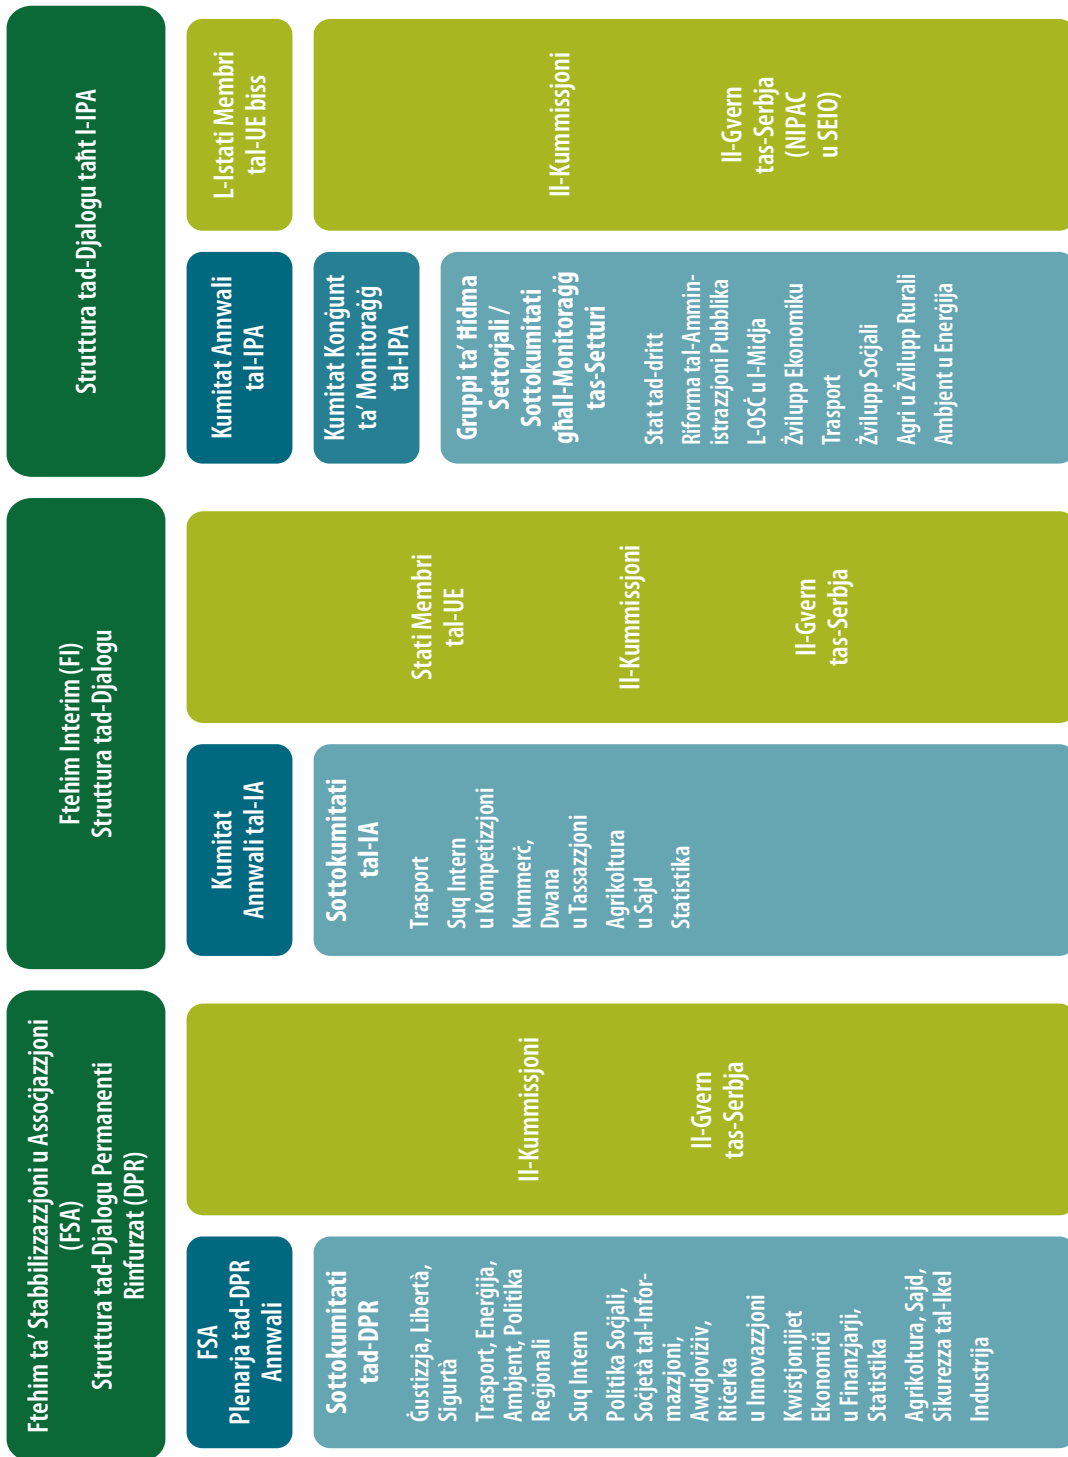 Ftehim ta’ Stabbilizzazzjoni u Assoċjazzjoni
(FSA)
Struttura tad-Djalogu Permanenti
Rinfurzat (DPR)
FSA
Plenarja tad-DPR
Annwali
Sottokumitati
tad-DPR
Ġustizzja, Libertà,
Sigurtà
Trasport, Enerġija,
Ambjent, Politika
Reġjonali
Suq Intern
Politika Soċjali,
Soċjetà tal-Infor-
mazzjoni,
Awdjoviżiv,
Riċerka
u Innovazzjoni
Kwistjonijiet
Ekonomiċi
u Finanzjarji,
Statistika
Agrikoltura, Sajd,
Sikurezza tal-Ikel
Industrija
Il-Kummissjoni
Il-Gvern
tas-Serbja
Ftehim Interim (FI)
Struttura tad-Djalogu
Kumitat
Annwali tal-IA
Sottokumitati
tal-IA
Trasport
Suq Intern
u Kompetizzjoni
Kummerċ,
Dwana
u Tassazzjoni
Agrikoltura
u Sajd
Statistika
Stati Membri
tal-UE
Il-Kummissjoni
Il-Gvern
tas-Serbja
Struttura tad-Djalogu taħt l-IPA
Kumitat Annwali
tal-IPA
L-Istati Membri
tal-UE biss
Kumitat Konġunt
ta’ Monitoraġġ
tal-IPA
Gruppi ta’ Ħidma
Settorjali /
Sottokumitati
għall-Monitoraġġ
tas-Setturi
Stat tad-dritt
Riforma tal-Ammin-
istrazzjoni Pubblika
L-OSĊ u l-Midja
Żvilupp Ekonomiku
Trasport
Żvilupp Soċjali
Agri u Żvilupp Rurali
Ambjent u Enerġija
Il-Kummissjoni
Il-Gvern
tas-Serbja
(NIPAC
u SEIO)